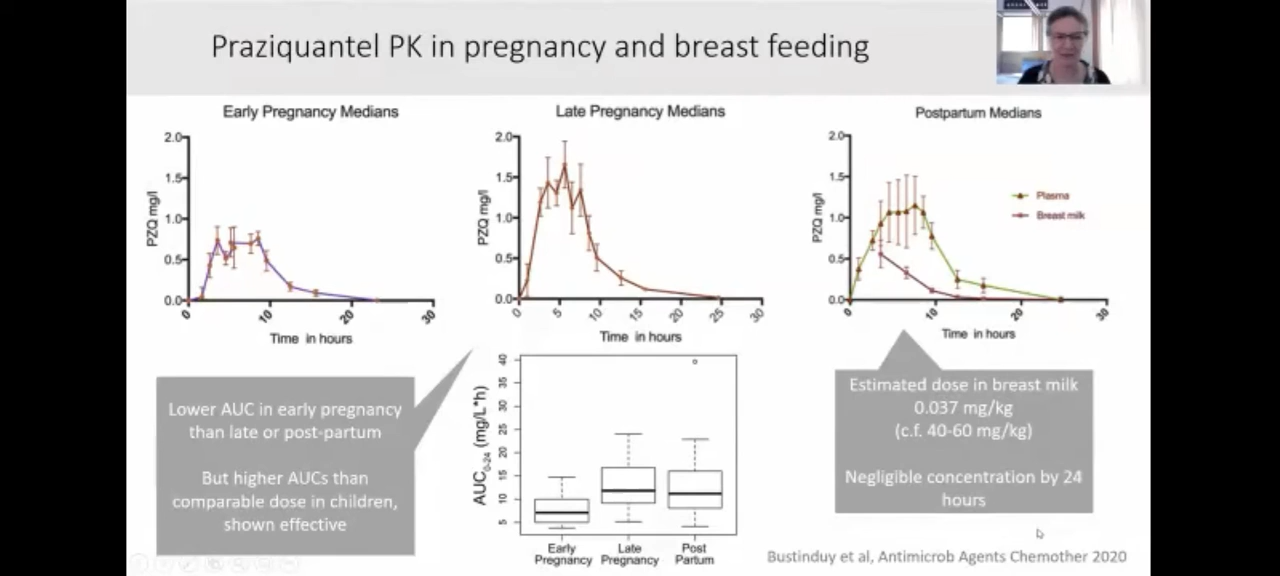 Praziquantel PK in pregnancy and breast feeding
Early Pregnancy Medians
2.0
1.5
1.0
0.5
0.0
PZQ mg/l
0
10
20
30
Time in hours
Late Pregnancy Medians
2.0
1.5
1.0
0.5
0.0
PZQ mg/l
0
5
10
15
20
25
30
Time in hours
Postpartum Medians
2.0
1.5
1.0
0.5
0.0
PZQ mg/l
Plasma
Breast milk
0
10
20
30
Time in hours
Lower AUC in early pregnancy
than late or post-partum
But higher AUCs than
comparable dose in children,
shown effective
AUC0-24 (mg/L*h)
40
35
30
25
20
15
10
5
Early
Pregnancy
Late
Pregnancy
Post
Partum
Estimated dose in breast milk
0.037 mg/kg
(c.f. 40-60 mg/kg)
Negligible concentration by 24
hours
Bustinduy et al, Antimicrob Agents Chemother 2020